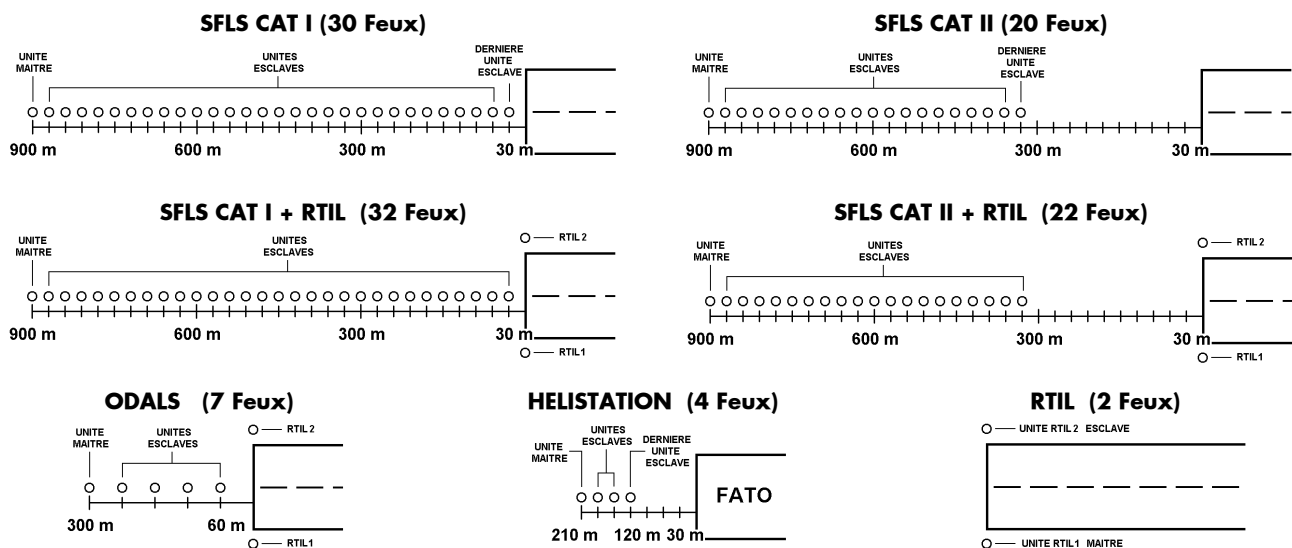 SFLS CAT I (30 Feux)
UNITE
MAITRE
UNITES
ESCLAVES
DERNIERE
UNITE
ESCLAVE
900 m
600 m
300 m
30 m
SFLS CAT II (20 Feux)
UNITE
MAITRE
UNITES
ESCLAVES
DERNIERE
UNITE
ESCLAVE
900 m
600 m
300 m
30 m
SFLS CAT I + RTIL (32 Feux)
UNITE
MAITRE
UNITES
ESCLAVES
RTIL 2
900 m
600 m
300 m
30 m
RTIL1
SFLS CAT II + RTIL (22 Feux)
UNITE
MAITRE
UNITES
ESCLAVES
RTIL 2
900 m
600 m
300 m
30 m
RTIL1
ODALS (7 Feux)
UNITE
MAITRE
UNITES
ESCLAVES
RTIL 2
300 m
60 m
RTIL1
HELISTATION (4 Feux)
UNITE
MAITRE
UNITES
ESCLAVES
DERNIERE
UNITE
ESCLAVE
FATO
210 m
120 m
30 m
RTIL (2 Feux)
UNITE RTIL 2 ESCLAVE
UNITE RTIL1 MAITRE